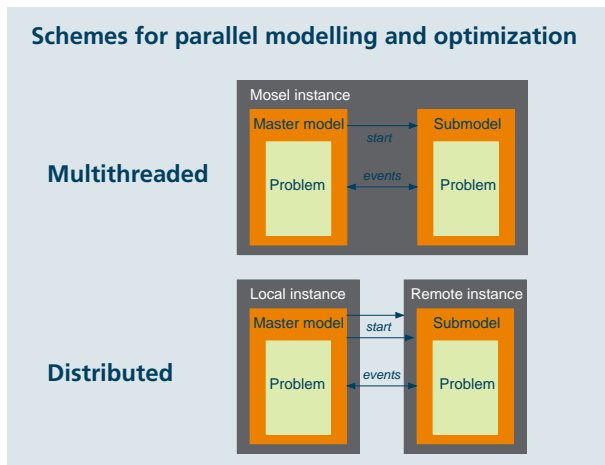 Schemes for parallel modelling and optimization
Multithreaded
Mosel instance
Master model
start
Submodel
Problem
events
Problem
Distributed
Local instance
Remote instance
Master model
start
Submodel
Problem
events
Problem